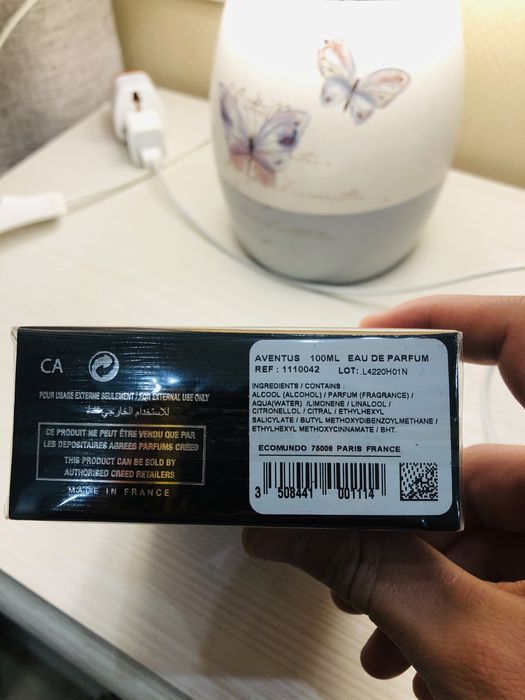 CA
POUR USAGE EXTERNE SEULEMENT / FOR EXTERNAL USE ONLY
للاستخدام الخارجي فقط
CE PRODUIT NE PEUT ÊTRE VENDU QUE PAR
LES DEPOSITAIRES AGREES PARFUMS CREED
THIS PRODUCT CAN BE SOLD BY
AUTHORISED CREED RETAILERS
MADE IN FRANCE
AVENTUS 100ML EAU DE PARFUM
REF : 1110042 LOT: L4220H01N
INGREDIENTS / CONTAINS :
ALCOOL (ALCOHOL) / PARFUM (FRAGRANCE) /
AQUA(WATER) /LIMONENE / LINALOOL /
CITRONELLOL / CITRAL / ETHYLHEXYL
SALICYLATE / BUTYL METHOXYDIBENZOYLMETHANE /
ETHYLHEXYL METHOXYCINNAMATE / BHT.
ECOMUNDO 75008 PARIS FRANCE
3 508441 001114